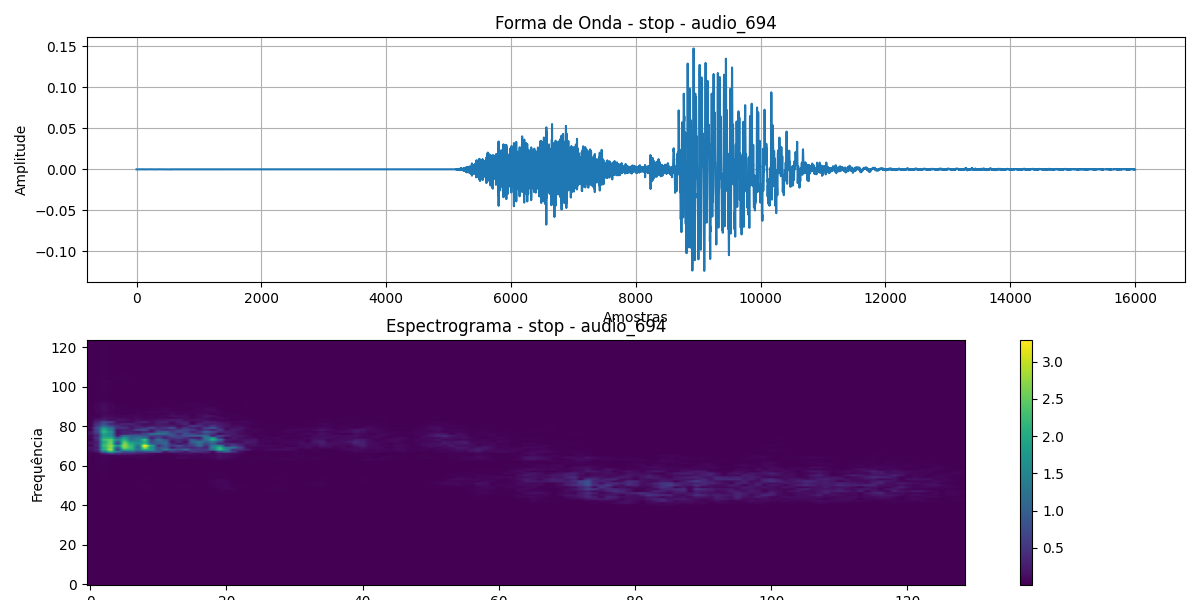 Forma de Onda - stop - audio_694
Amplitude
0.15
0.10
0.05
0.00
−0.05
−0.10
0 2000 4000 6000 8000 10000 12000 14000 16000
Amostras
Espectrograma - stop - audio_694
Frequência
120
100
80
60
40
20
0
0 20 40 60 80 100 120
3.0
2.5
2.0
1.5
1.0
0.5